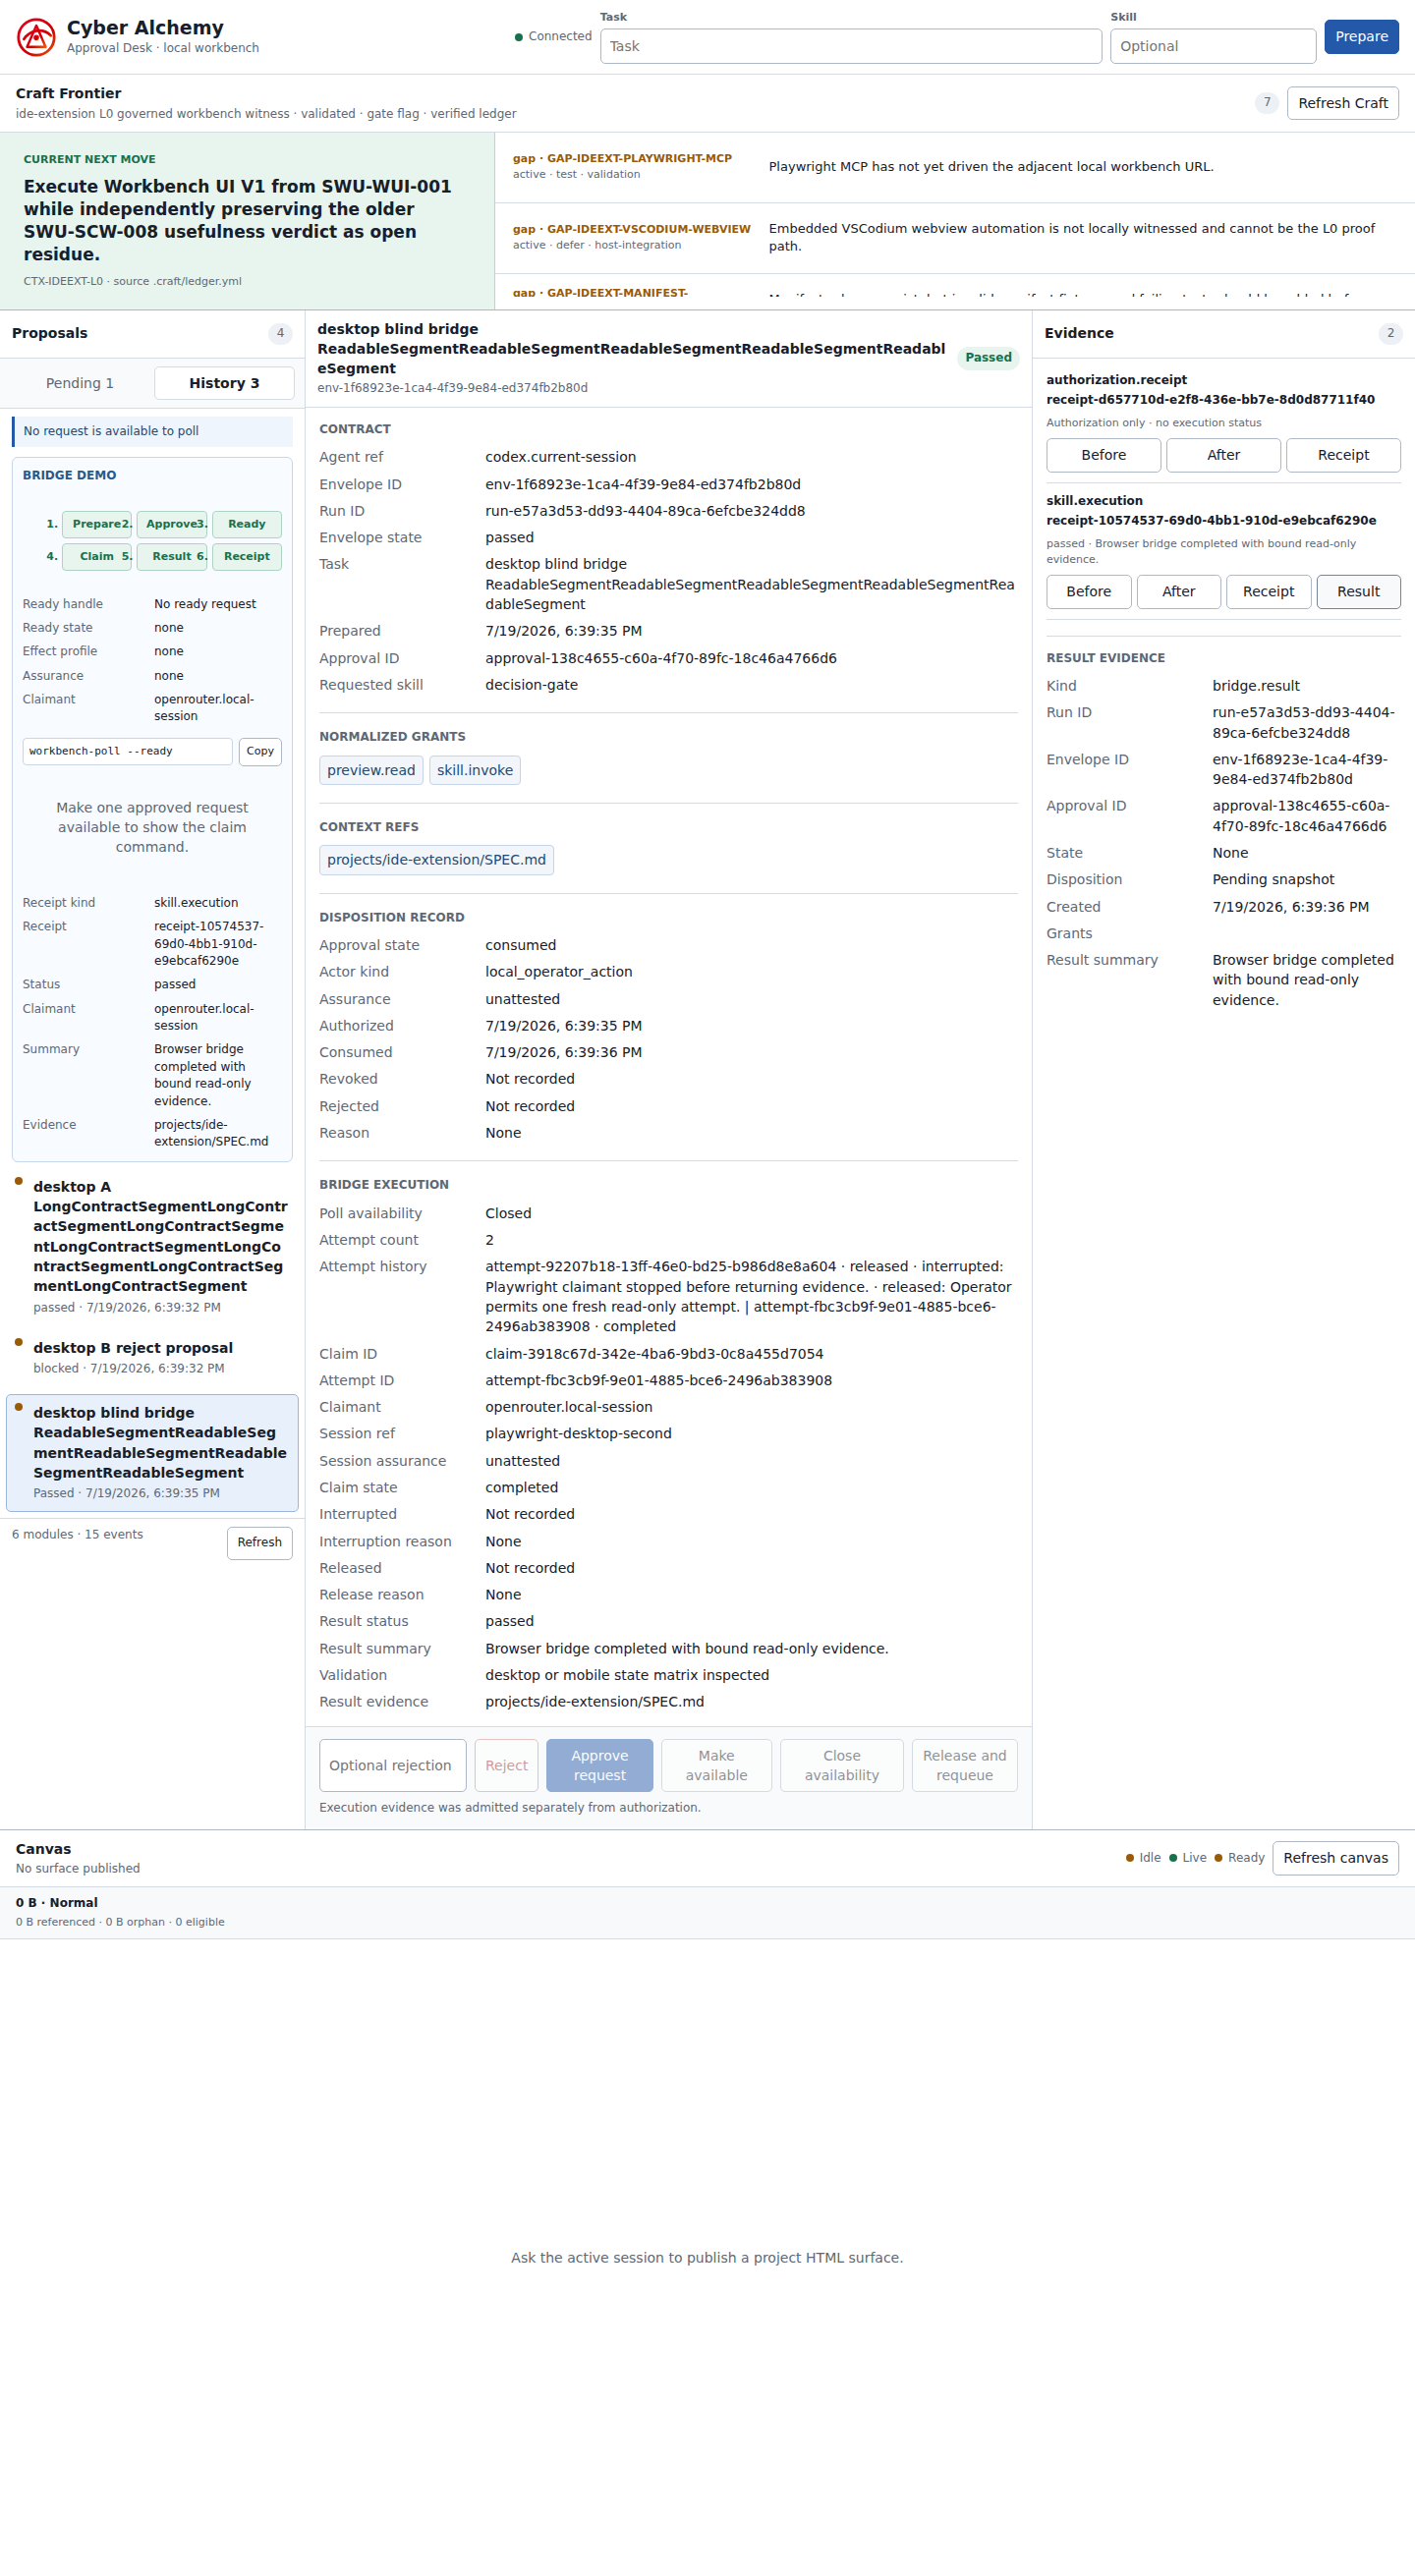 Cyber Alchemy
Approval Desk · local workbench
Connected
Task
Task
Skill
Optional
Prepare
Craft Frontier
ide-extension L0 governed workbench witness · validated · gate flag · verified ledger
7
Refresh Craft
CURRENT NEXT MOVE
Execute Workbench UI V1 from SWU-WUI-001
while independently preserving the older
SWU-SCW-008 usefulness verdict as open
residue.
CTX-IDEEXT-L0 · source .craft/ledger.yml
gap · GAP-IDEEXT-PLAYWRIGHT-MCP
active · test · validation
Playwright MCP has not yet driven the adjacent local workbench URL.
gap · GAP-IDEEXT-VSCODIUM-WEBVIEW
active · defer · host-integration
Embedded VSCodium webview automation is not locally witnessed and cannot be the L0 proof
path.
gap · GAP-IDEEXT-MANIFEST-
Proposals
4
Pending 1
History 3
No request is available to poll
BRIDGE DEMO
1. Prepare
2. Approve
3. Ready
4. Claim
5. Result
6. Receipt
Ready handle
No ready request
Ready state
none
Effect profile
none
Assurance
none
Claimant
openrouter.local-
session
workbench-poll --ready
Copy
Make one approved request
available to show the claim
command.
Receipt kind
skill.execution
Receipt
receipt-10574537-
69d0-4bb1-910d-
e9ebcaf6290e
Status
passed
Claimant
openrouter.local-
session
Summary
Browser bridge
completed with
bound read-only
evidence.
Evidence
projects/ide-
extension/SPEC.md
desktop A
LongContractSegmentLongContr
actSegmentLongContractSegme
ntLongContractSegmentLongCo
ntractSegmentLongContractSeg
mentLongContractSegment
passed · 7/19/2026, 6:39:32 PM
desktop B reject proposal
blocked · 7/19/2026, 6:39:32 PM
desktop blind bridge
ReadableSegmentReadableSeg
mentReadableSegmentReadable
SegmentReadableSegment
Passed · 7/19/2026, 6:39:35 PM
6 modules · 15 events
Refresh
desktop blind bridge
ReadableSegmentReadableSegmentReadableSegmentReadableSegmentReadabl
eSegment
env-1f68923e-1ca4-4f39-9e84-ed374fb2b80d
Passed
CONTRACT
Agent ref
codex.current-session
Envelope ID
env-1f68923e-1ca4-4f39-9e84-ed374fb2b80d
Run ID
run-e57a3d53-dd93-4404-89ca-6efcbe324dd8
Envelope state
passed
Task
desktop blind bridge
ReadableSegmentReadableSegmentReadableSegmentReadableSegmentRea
dableSegment
Prepared
7/19/2026, 6:39:35 PM
Approval ID
approval-138c4655-c60a-4f70-89fc-18c46a4766d6
Requested skill
decision-gate
NORMALIZED GRANTS
preview.read
skill.invoke
CONTEXT REFS
projects/ide-extension/SPEC.md
DISPOSITION RECORD
Approval state
consumed
Actor kind
local_operator_action
Assurance
unattested
Authorized
7/19/2026, 6:39:35 PM
Consumed
7/19/2026, 6:39:36 PM
Revoked
Not recorded
Rejected
Not recorded
Reason
None
BRIDGE EXECUTION
Poll availability
Closed
Attempt count
2
Attempt history
attempt-92207b18-13ff-46e0-bd25-b986d8e8a604 · released · interrupted:
Playwright claimant stopped before returning evidence. · released: Operator
permits one fresh read-only attempt. | attempt-fbc3cb9f-9e01-4885-bce6-
2496ab383908 · completed
Claim ID
claim-3918c67d-342e-4ba6-9bd3-0c8a455d7054
Attempt ID
attempt-fbc3cb9f-9e01-4885-bce6-2496ab383908
Claimant
openrouter.local-session
Session ref
playwright-desktop-second
Session assurance
unattested
Claim state
completed
Interrupted
Not recorded
Interruption reason
None
Released
Not recorded
Release reason
None
Result status
passed
Result summary
Browser bridge completed with bound read-only evidence.
Validation
desktop or mobile state matrix inspected
Result evidence
projects/ide-extension/SPEC.md
Optional rejection
Reject
Approve
request
Make
available
Close
availability
Release and
requeue
Execution evidence was admitted separately from authorization.
Evidence
2
authorization.receipt
receipt-d657710d-e2f8-436e-bb7e-8d0d87711f40
Authorization only · no execution status
Before
After
Receipt
skill.execution
receipt-10574537-69d0-4bb1-910d-e9ebcaf6290e
passed · Browser bridge completed with bound read-only
evidence.
Before
After
Receipt
Result
RESULT EVIDENCE
Kind
bridge.result
Run ID
run-e57a3d53-dd93-4404-
89ca-6efcbe324dd8
Envelope ID
env-1f68923e-1ca4-4f39-
9e84-ed374fb2b80d
Approval ID
approval-138c4655-c60a-
4f70-89fc-18c46a4766d6
State
None
Disposition
Pending snapshot
Created
7/19/2026, 6:39:36 PM
Grants
Result summary
Browser bridge completed
with bound read-only
evidence.
Canvas
No surface published
Idle
Live
Ready
Refresh canvas
0 B · Normal
0 B referenced · 0 B orphan · 0 eligible
Ask the active session to publish a project HTML surface.